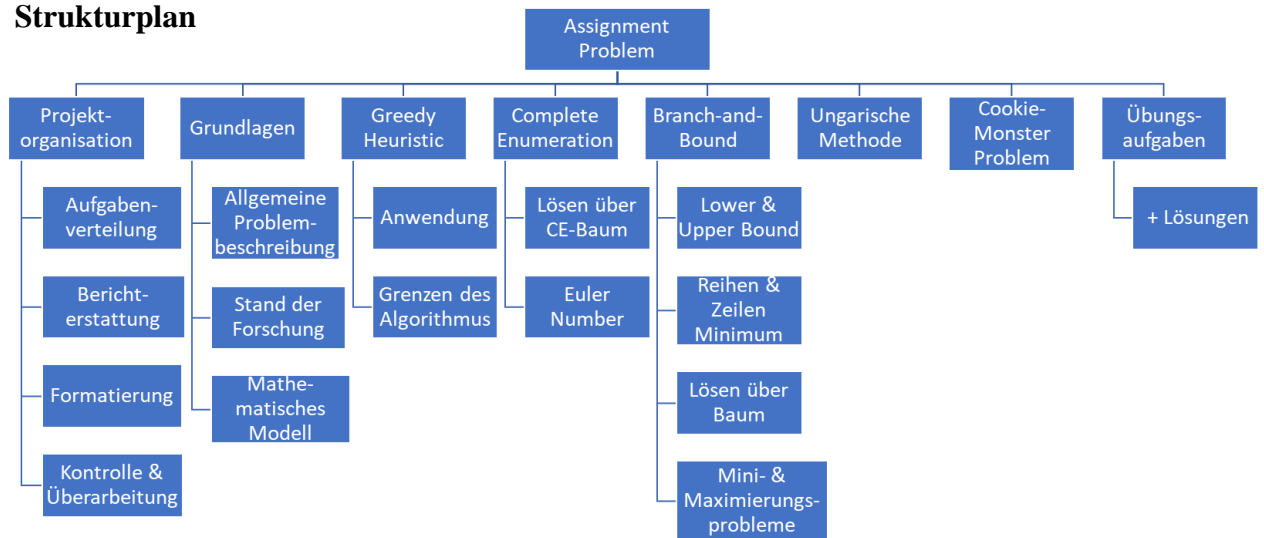 Strukturplan
Assignment
Problem
Projekt-
organisation
Aufgaben-
verteilung
Bericht-
erstattung
Formatierung
Kontrolle &
Überarbeitung
Grundlagen
Allgemeine
Problem-
beschreibung
Stand der
Forschung
Mathe-
matisches
Modell
Greedy
Heuristic
Anwendung
Grenzen des
Algorithmus
Complete
Enumeration
Lösen über
CE-Baum
Euler
Number
Branch-and-
Bound
Lower &
Upper Bound
Reihen &
Zeilen
Minimum
Lösen über
Baum
Mini- &
Maximierungs-
probleme
Ungarische
Methode
Cookie-
Monster
Problem
Übungs-
aufgaben
+ Lösungen